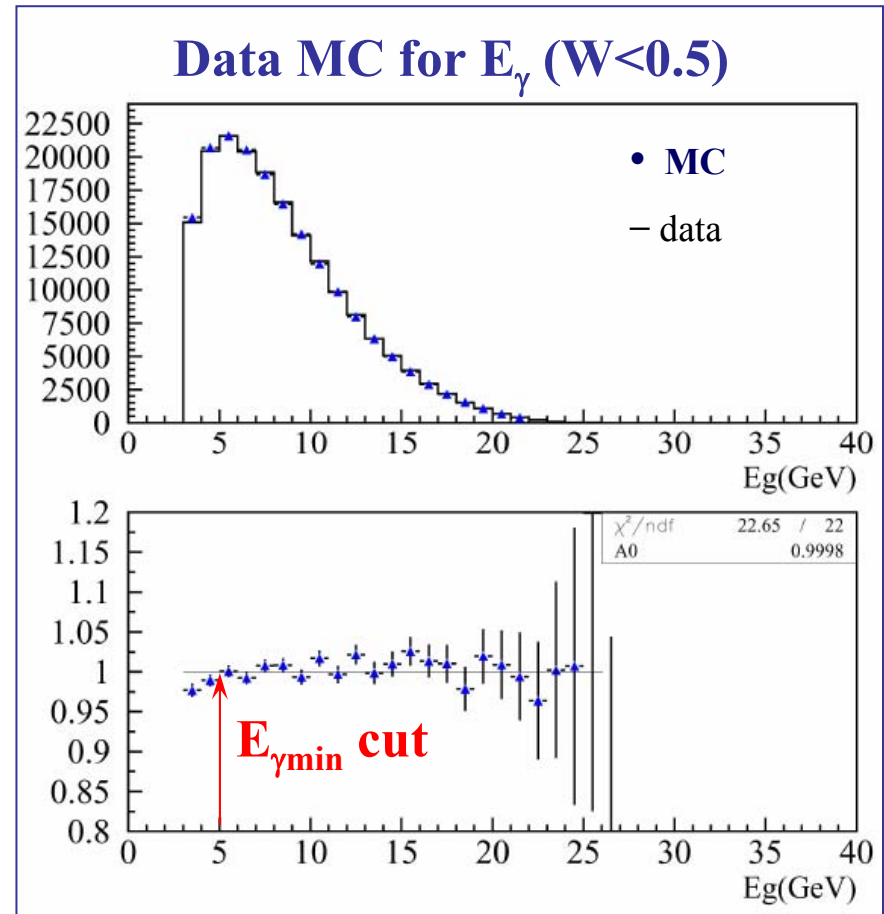 Data MC for Eγ (W<0.5)
22500
20000
17500
15000
12500
10000
7500
5000
2500
0
• MC
– data
0 5 10 15 20 25 30 35 40
Eg(GeV)
1.2
1.15
1.1
1.05
1
0.95
0.9
0.85
0.8
χ²/ndf 22.65 / 22
A0 0.9998
Eγmin cut
0 5 10 15 20 25 30 35 40
Eg(GeV)